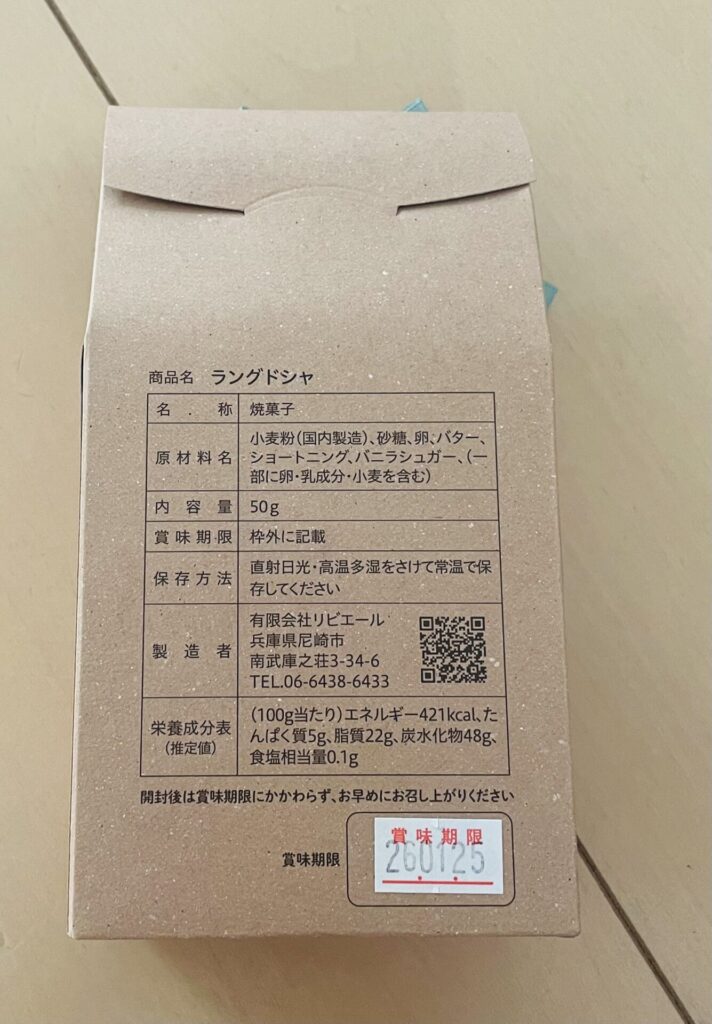 商品名 ラングドシャ
名 . 称 焼菓子
原材料名 小麦粉(国内製造)、砂糖、卵、バター、
ショートニング、バニラシュガー、(一
部に卵・乳成分・小麦を含む)
内容量 50g
賞味期限 枠外に記載
保存方法 直射日光・高温多湿をさけて常温で保
存してください
製造者 有限会社リビエール
兵庫県尼崎市
南武庫之荘3-34-6
TEL.06-6438-6433
栄養成分表 (100g当たり)エネルギー421kcal、た
(推定値) んぱく質5g、脂質22g、炭水化物48g、
食塩相当量0.1g
開封後は賞味期限にかかわらず、お早めにお召し上がりください
賞味期限
賞味期限
260125